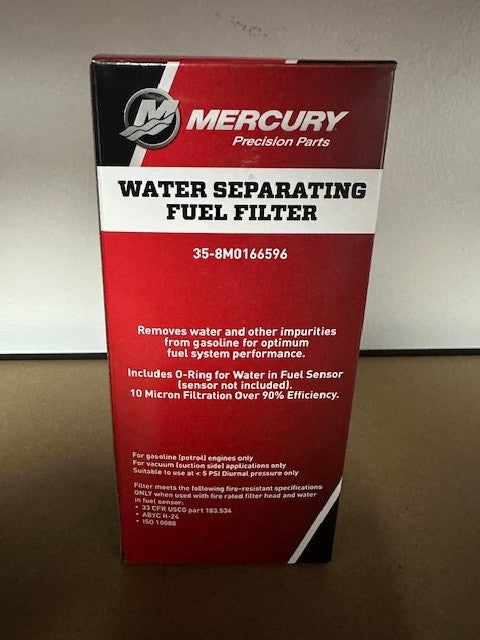 MERCURY
Precision Parts
WATER SEPARATING
FUEL FILTER
35-8M0166596
Removes water and other impurities
from gasoline for optimum
fuel system performance.
Includes O-Ring for Water in Fuel Sensor
(sensor not included).
10 Micron Filtration Over 90% Efficiency.
For gasoline (petrol) engines only
For vacuum (suction side) applications only
Suitable to use at < 5 PSI Diurnal pressure only
Filter meets the following fire-resistant specifications
ONLY when used with fire rated filter head and water
in fuel sensor:
• 33 CFR USCG part 183.534
• ABYC H-24
• ISO 10088